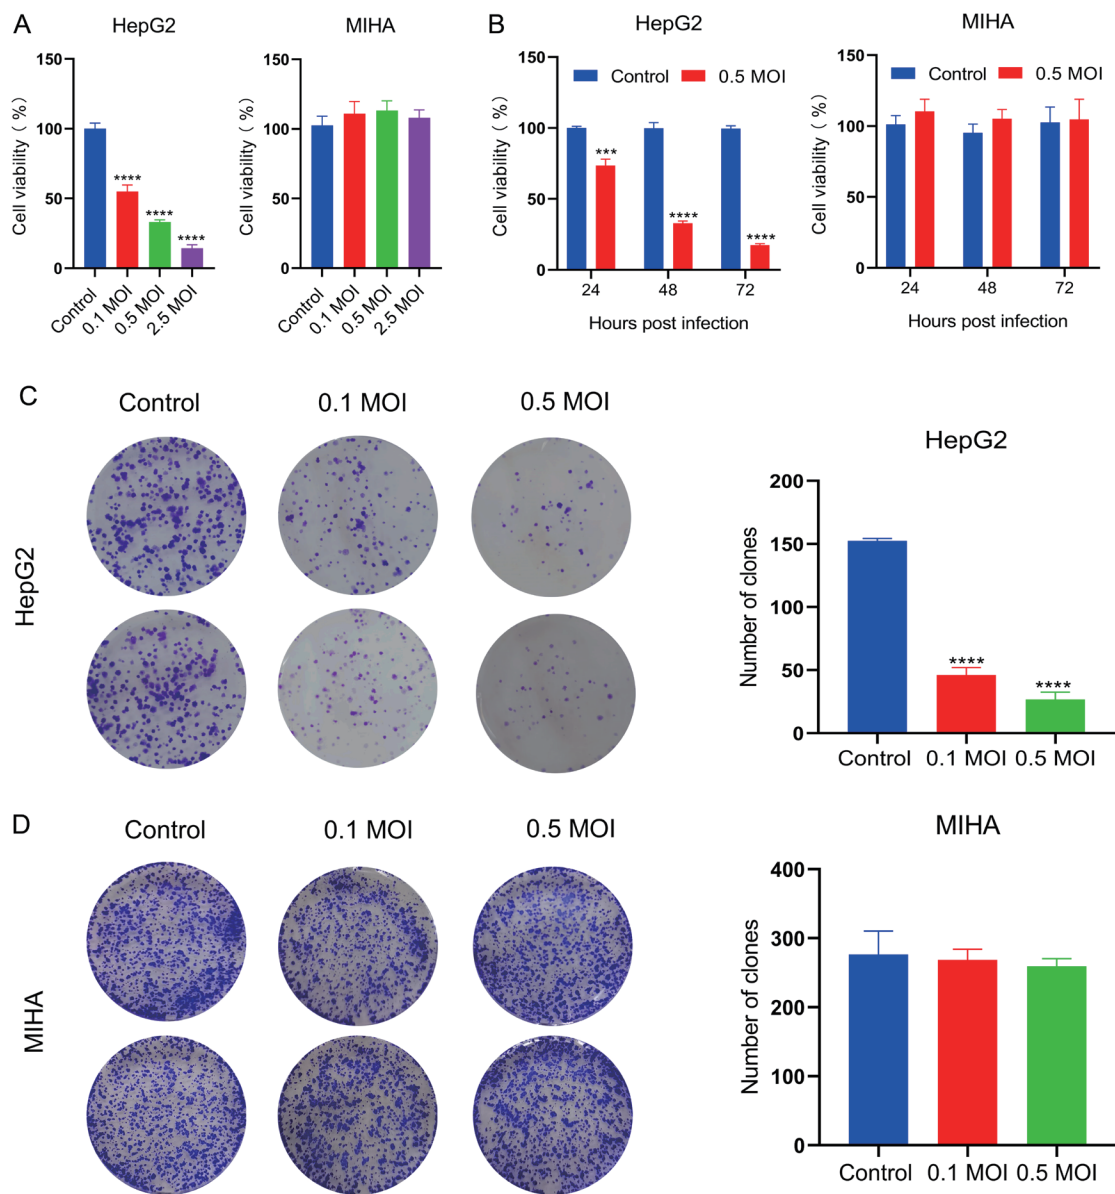 A
HepG2
Cell viability ( %)
150
100
50
0
****
****
****
Control
0.1 MOI
0.5 MOI
2.5 MOI
MIHA
Cell viability ( %)
150
100
50
0
Control
0.1 MOI
0.5 MOI
2.5 MOI
B
HepG2
Control
0.5 MOI
Cell viability ( %)
150
100
50
0
***
****
****
24
48
72
Hours post infection
MIHA
Control
0.5 MOI
Cell viability ( %)
150
100
50
0
24
48
72
Hours post infection
C
Control
0.1 MOI
0.5 MOI
HepG2
HepG2
Number of clones
200
150
100
50
0
****
****
Control
0.1 MOI
0.5 MOI
D
Control
0.1 MOI
0.5 MOI
MIHA
MIHA
Number of clones
400
300
200
100
0
Control
0.1 MOI
0.5 MOI